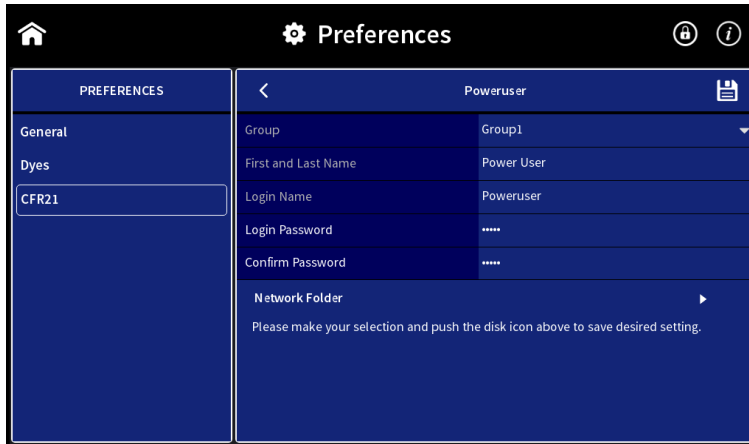 Preferences
PREFERENCES
General
Dyes
CFR21
Poweruser
Group Group1
First and Last Name Power User
Login Name Poweruser
Login Password •••••
Confirm Password •••••
Network Folder
Please make your selection and push the disk icon above to save desired setting.